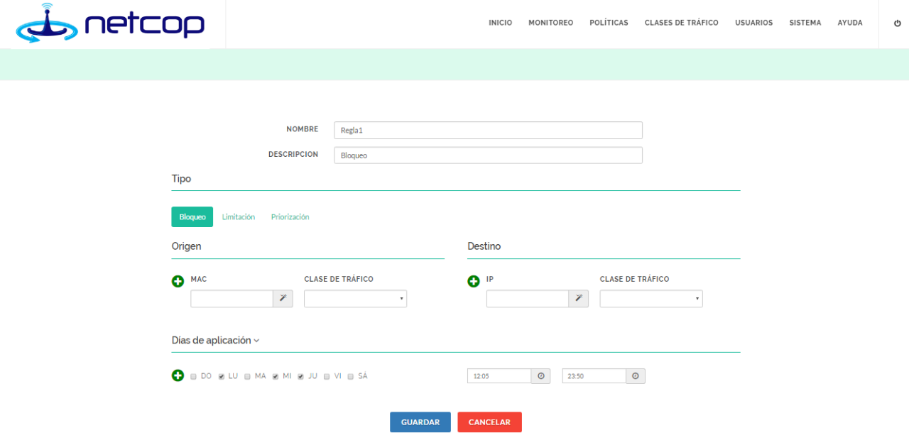 netcop
INICIO MONITOREO POLÍTICAS CLASES DE TRÁFICO USUARIOS SISTEMA AYUDA
NOMBRE Regla1
DESCRIPCION Bloqueo
Tipo
Bloqueo Limitación Priorización
Origen Destino
MAC CLASE DE TRÁFICO IP CLASE DE TRÁFICO
Días de aplicación
DO LU MA MI JU VI SÁ 12:05 23:50
GUARDAR CANCELAR